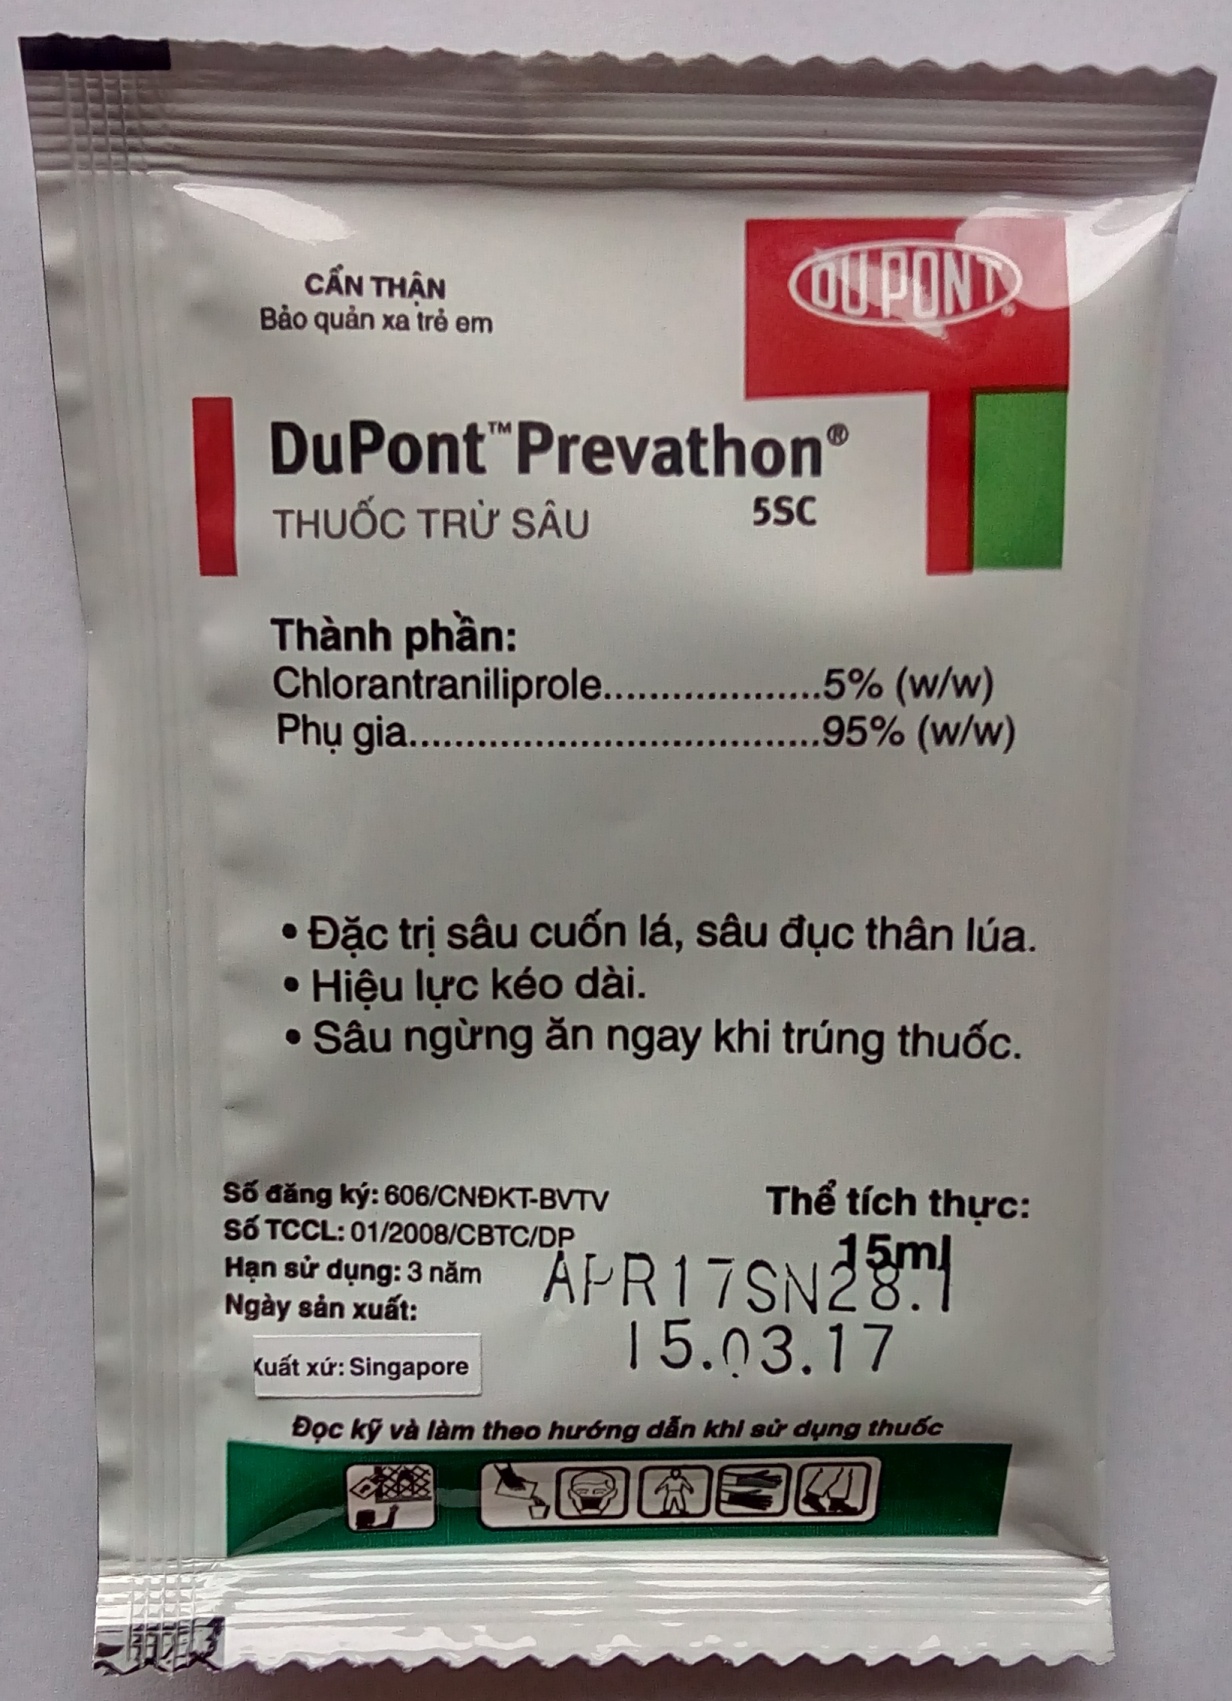 CẨN THẬN
Bảo quản xa trẻ em
DU PONT®
DuPont™ Prevathon®
THUỐC TRỪ SÂU 5SC
Thành phần:
Chlorantraniliprole...................5% (w/w)
Phụ gia....................................95% (w/w)
• Đặc trị sâu cuốn lá, sâu đục thân lúa.
• Hiệu lực kéo dài.
• Sâu ngừng ăn ngay khi trúng thuốc.
Số đăng ký: 606/CNĐKT-BVTV
Số TCCL: 01/2008/CBTC/DP
Hạn sử dụng: 3 năm
Ngày sản xuất:
Thể tích thực:
15ml
APR17SN28.1
15.03.17
Xuất xứ: Singapore
Đọc kỹ và làm theo hướng dẫn khi sử dụng thuốc